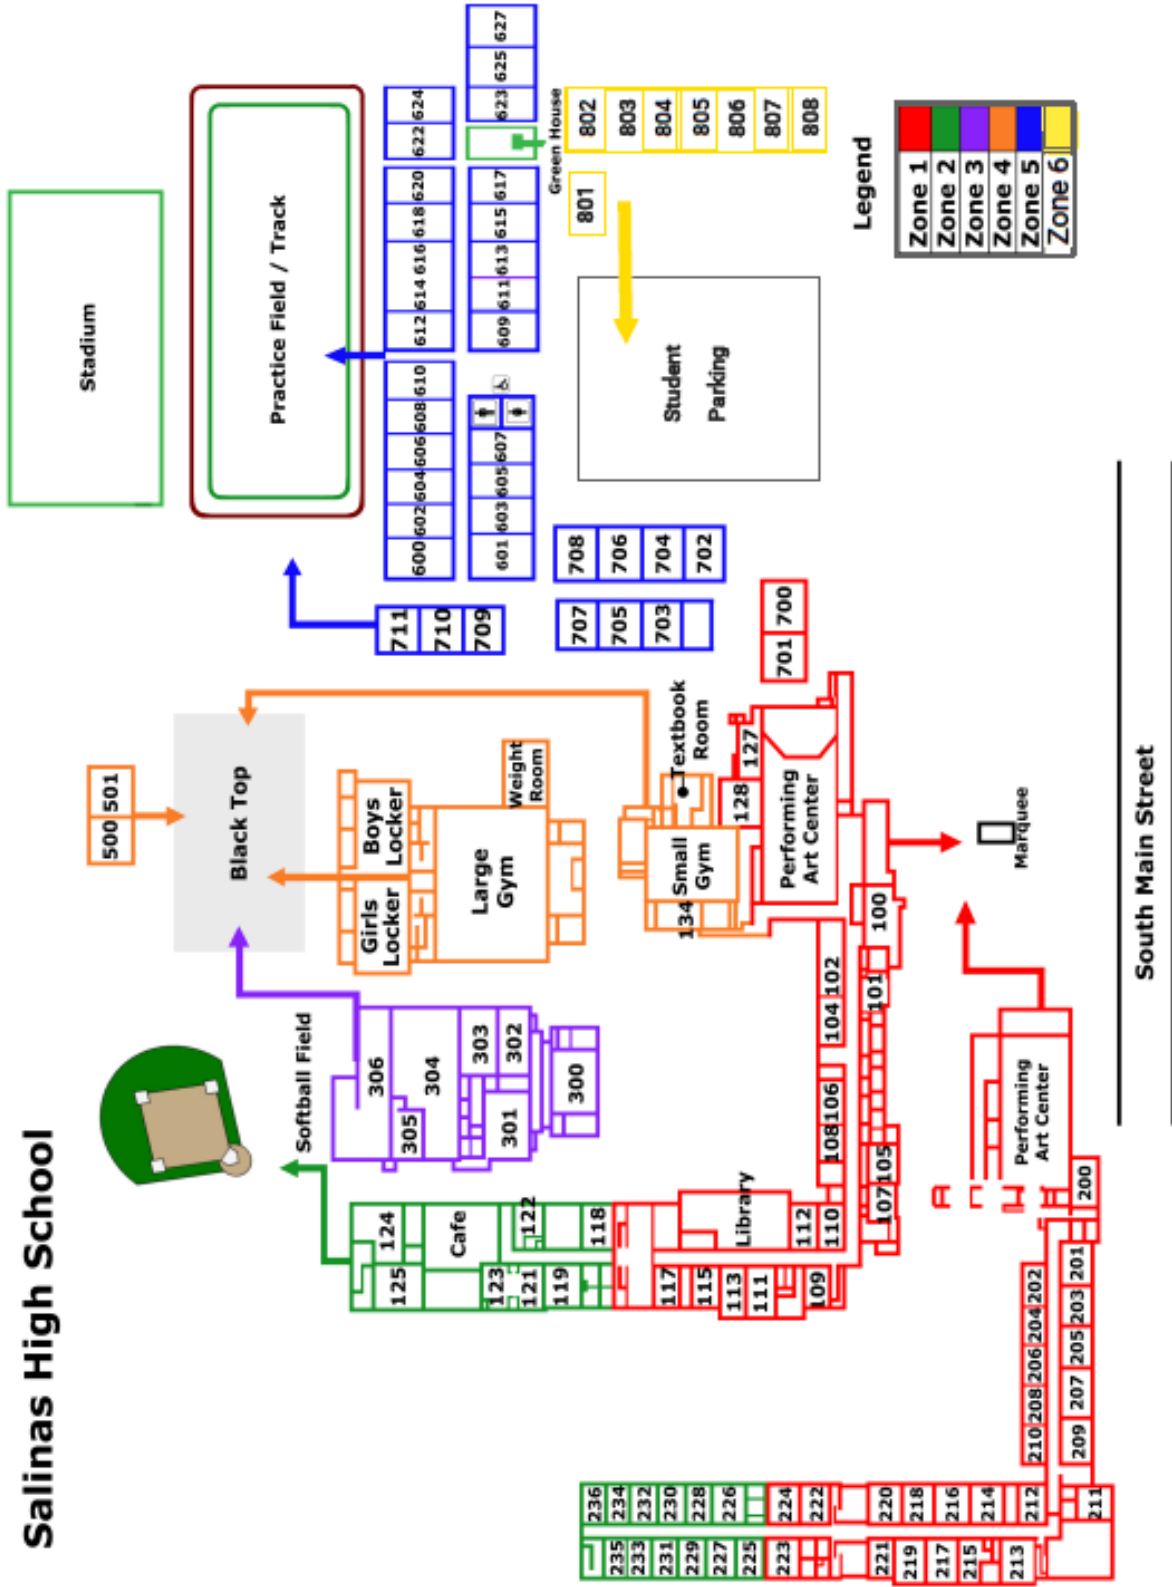 Salinas High School
Stadium
Practice Field / Track
Black Top
500 501
Softball Field
Girls
Locker
Boys
Locker
Large
Gym
Weight
Room
711
710
709
600 602 604 606 608 610
612 614 616 618 620
622 624
601 603 605 607
609 611 613 615 617
623 625 627
Green House
801
802
803
804
805
806
807
808
Student
Parking
708
706
704
702
707
705
703
701 700
306
304
305
303
302
301
300
124
125
Cafe
122
123
121
118
119
117
115
113
111
109
Library
112
110
108 106
104 102
107 105
101
100
134
Small
Gym
Textbook
Room
128
127
Performing
Art Center
Marquee
Performing
Art Center
200
210 208 206 204 202
209 207 205 203 201
236
234
232
230
228
226
224
222
220
218
216
214
212
211
235
233
231
229
227
225
223
221
219
217
215
213
Legend
Zone 1
Zone 2
Zone 3
Zone 4
Zone 5
Zone 6
South Main Street